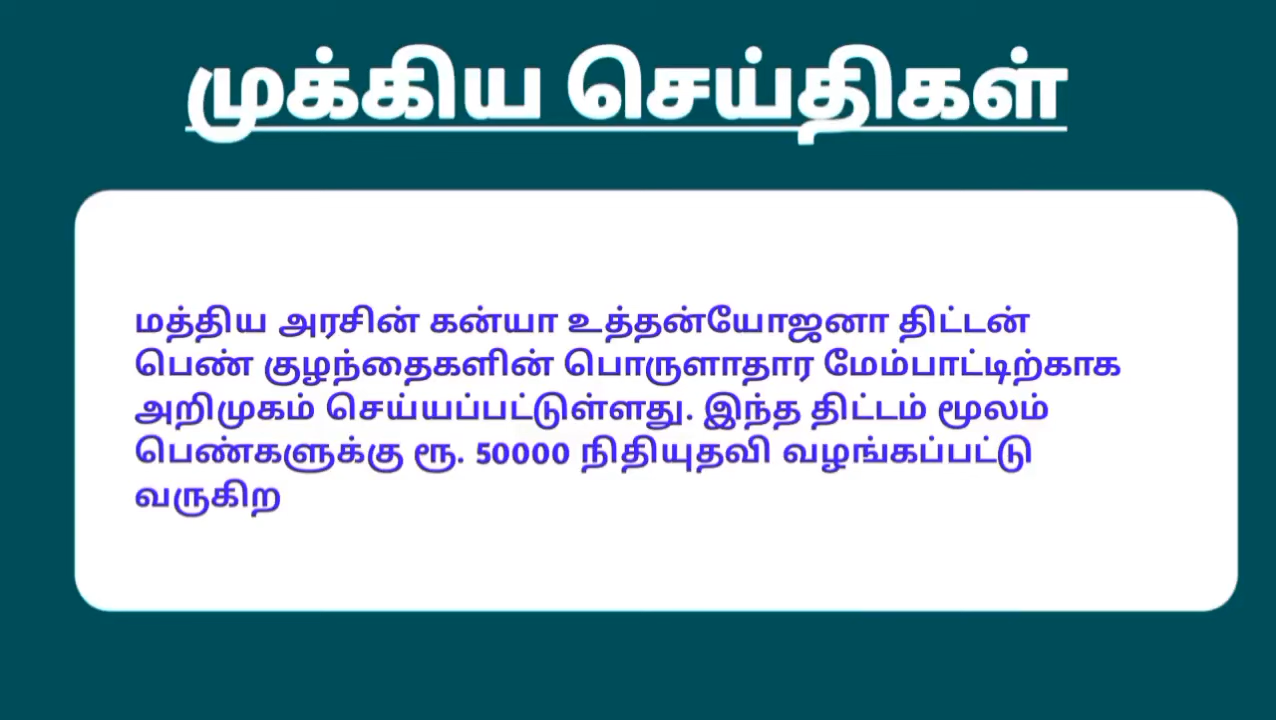 முக்கிய செய்திகள்
மத்திய அரசின் கன்யா உத்தன்யோஜனா திட்டன்
பெண் குழந்தைகளின் பொருளாதார மேம்பாட்டிற்காக
அறிமுகம் செய்யப்பட்டுள்ளது. இந்த திட்டம் மூலம்
பெண்களுக்கு ரூ. 50000 நிதியுதவி வழங்கப்பட்டு
வருகிற